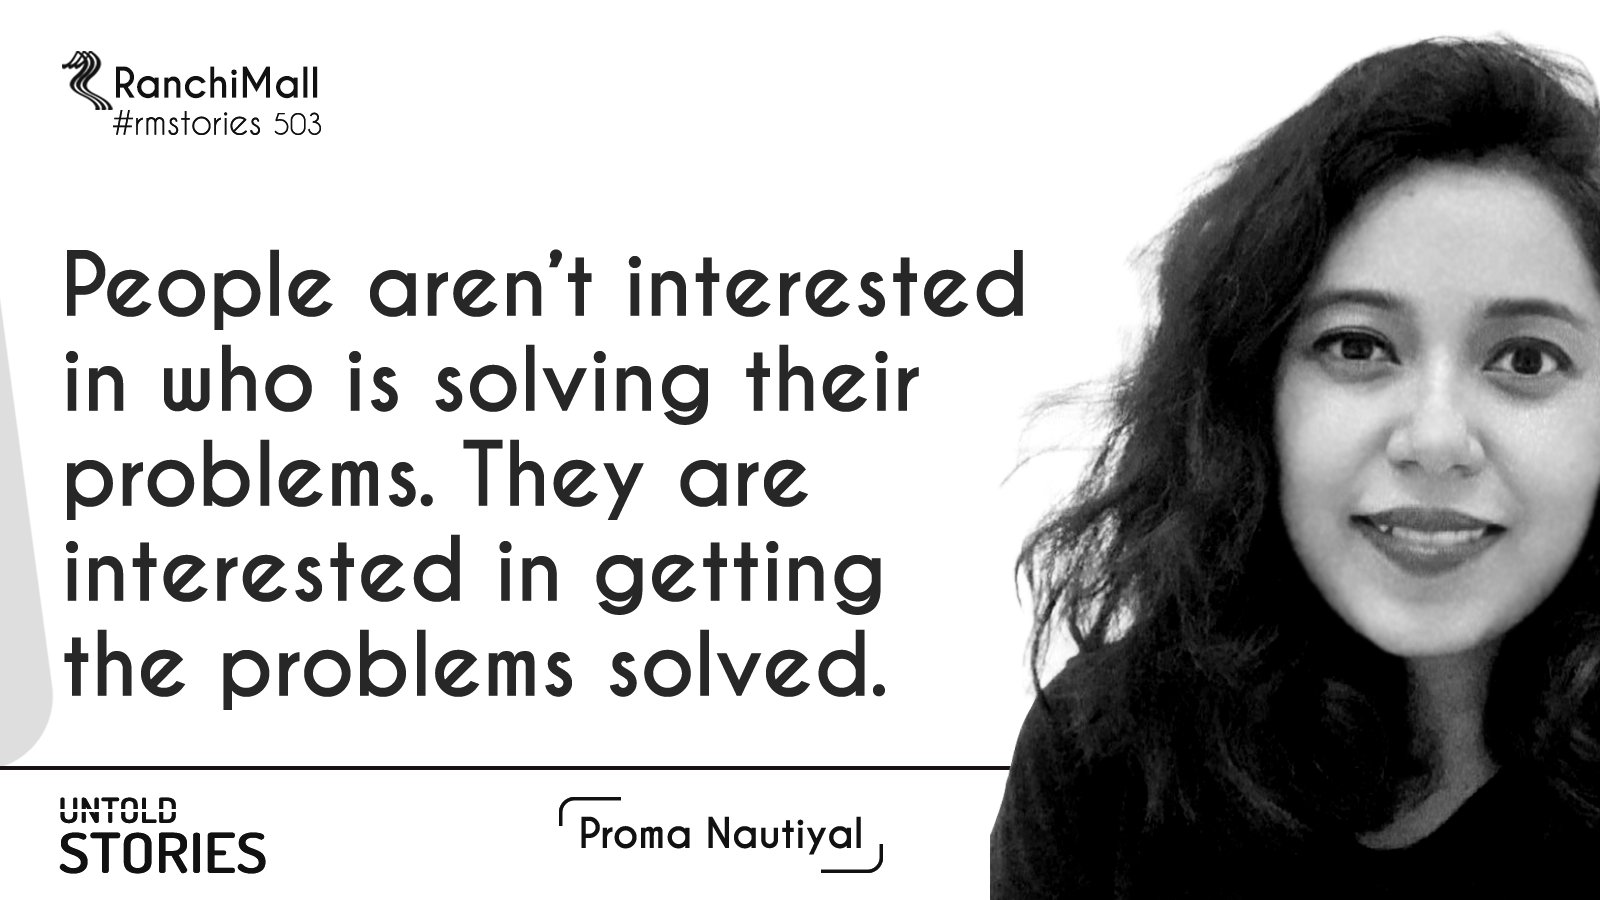 RanchiMall
#rmstories 503
People aren’t interested
in who is solving their
problems. They are
interested in getting
the problems solved.
UNTOLD
STORIES
Proma Nautiyal